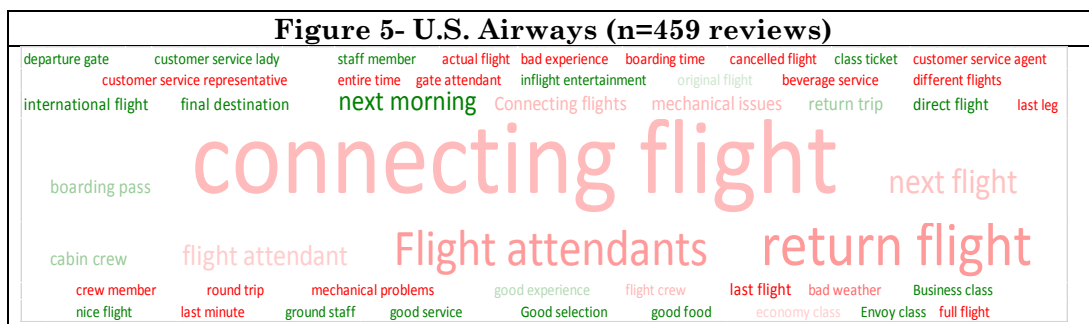 Figure 5- U.S. Airways (n=459 reviews)
departure gate customer service lady staff member actual flight bad experience boarding time cancelled flight class ticket customer service agent
customer service representative entire time gate attendant inflight entertainment original flight beverage service different flights
international flight final destination next morning Connecting flights mechanical issues return trip direct flight last leg
connecting flight
boarding pass next flight
cabin crew flight attendant Flight attendants return flight
crew member round trip mechanical problems good experience flight crew last flight bad weather Business class
nice flight last minute ground staff good service Good selection good food economy class Envoy class full flight